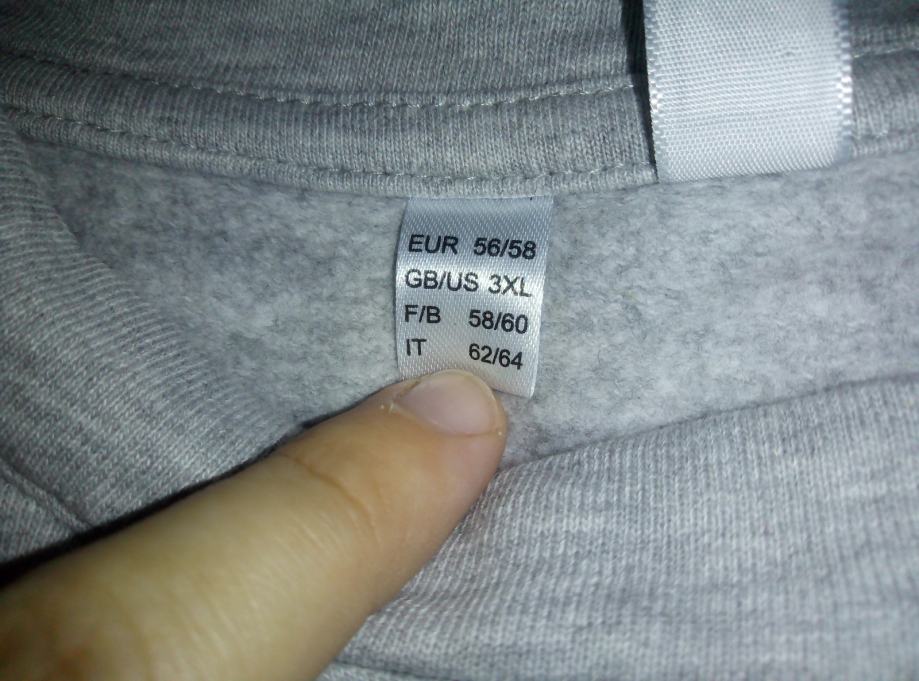 EUR 56/58
GB/US 3XL
F/B 58/60
IT 62/64